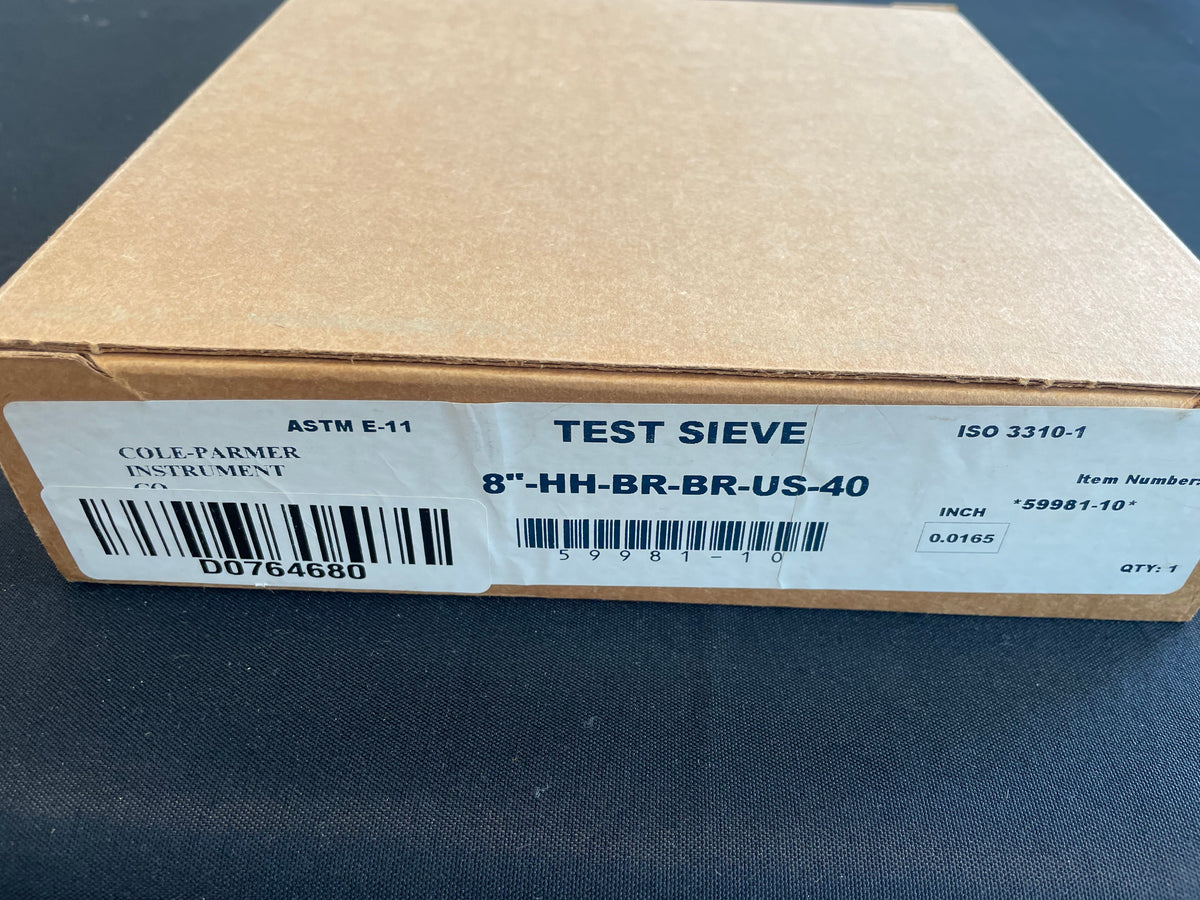 ASTM E-11
COLE-PARMER
INSTRUMENT
CO
D0764680
TEST SIEVE
8"-HH-BR-BR-US-40
59981-10
ISO 3310-1
Item Number:
*59981-10*
INCH
0.0165
QTY: 1